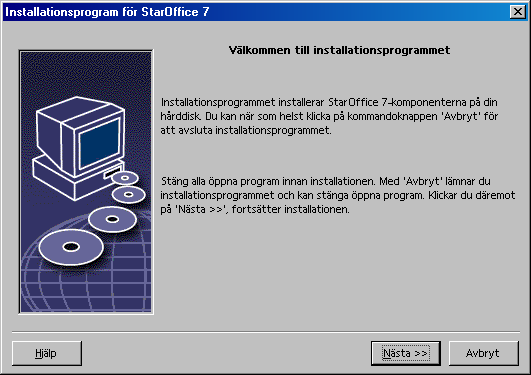 Installationsprogram för StarOffice 7
Välkommen till installationsprogrammet
Installationsprogrammet installerar StarOffice 7-komponenterna på din
hårddisk. Du kan när som helst klicka på kommandoknappen 'Avbryt' för
att avsluta installationsprogrammet.
Stäng alla öppna program innan installationen. Med 'Avbryt' lämnar du
installationsprogrammet och kan stänga öppna program. Klickar du däremot
på 'Nästa >>', fortsätter installationen.
Hjälp
Nästa >>
Avbryt